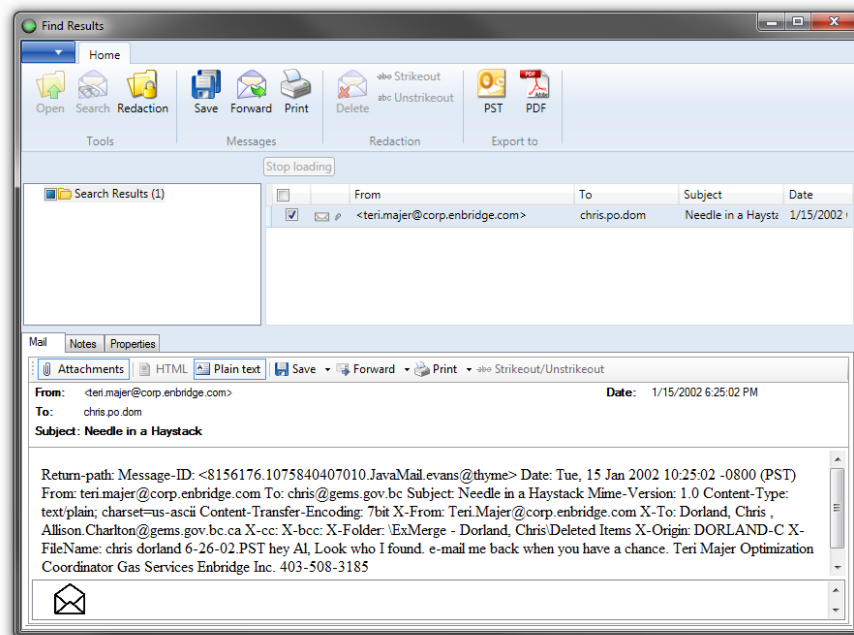 Find Results
Home
Open Search Redaction Save Forward Print Delete Strikeout Unstrikeout PST PDF
Tools Messages Redaction Export to
Stop loading
Search Results (1)
From To Subject Date
<teri.majer@corp.enbridge.com> chris.po.dom Needle in a Haysta 1/15/2002
Mail Notes Properties
Attachments HTML Plain text Save Forward Print Strikeout/Unstrikeout
From: <teri.majer@corp.enbridge.com> Date: 1/15/2002 6:25:02 PM
To: chris.po.dom
Subject: Needle in a Haystack
Return-path: Message-ID: <8156176.1075840407010.JavaMail.evans@thyme> Date: Tue, 15 Jan 2002 10:25:02 -0800 (PST)
From: teri.majer@corp.enbridge.com To: chris@gems.gov.bc Subject: Needle in a Haystack Mime-Version: 1.0 Content-Type:
text/plain; charset=us-ascii Content-Transfer-Encoding: 7bit X-From: Teri.Majer@corp.enbridge.com X-To: Dorland, Chris ,
Allison.Charlton@gems.gov.bc.ca X-cc: X-bcc: X-Folder: \ExMerge - Dorland, Chris\Deleted Items X-Origin: DORLAND-C X-
FileName: chris dorland 6-26-02.PST hey Al, Look who I found. e-mail me back when you have a chance. Teri Majer Optimization
Coordinator Gas Services Enbridge Inc. 403-508-3185